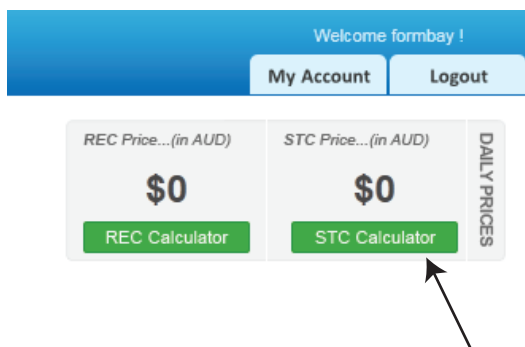 Welcome formbay !
My Account Logout
REC Price...(in AUD) STC Price...(in AUD)
$0 $0
REC Calculator STC Calculator
DAILY PRICES